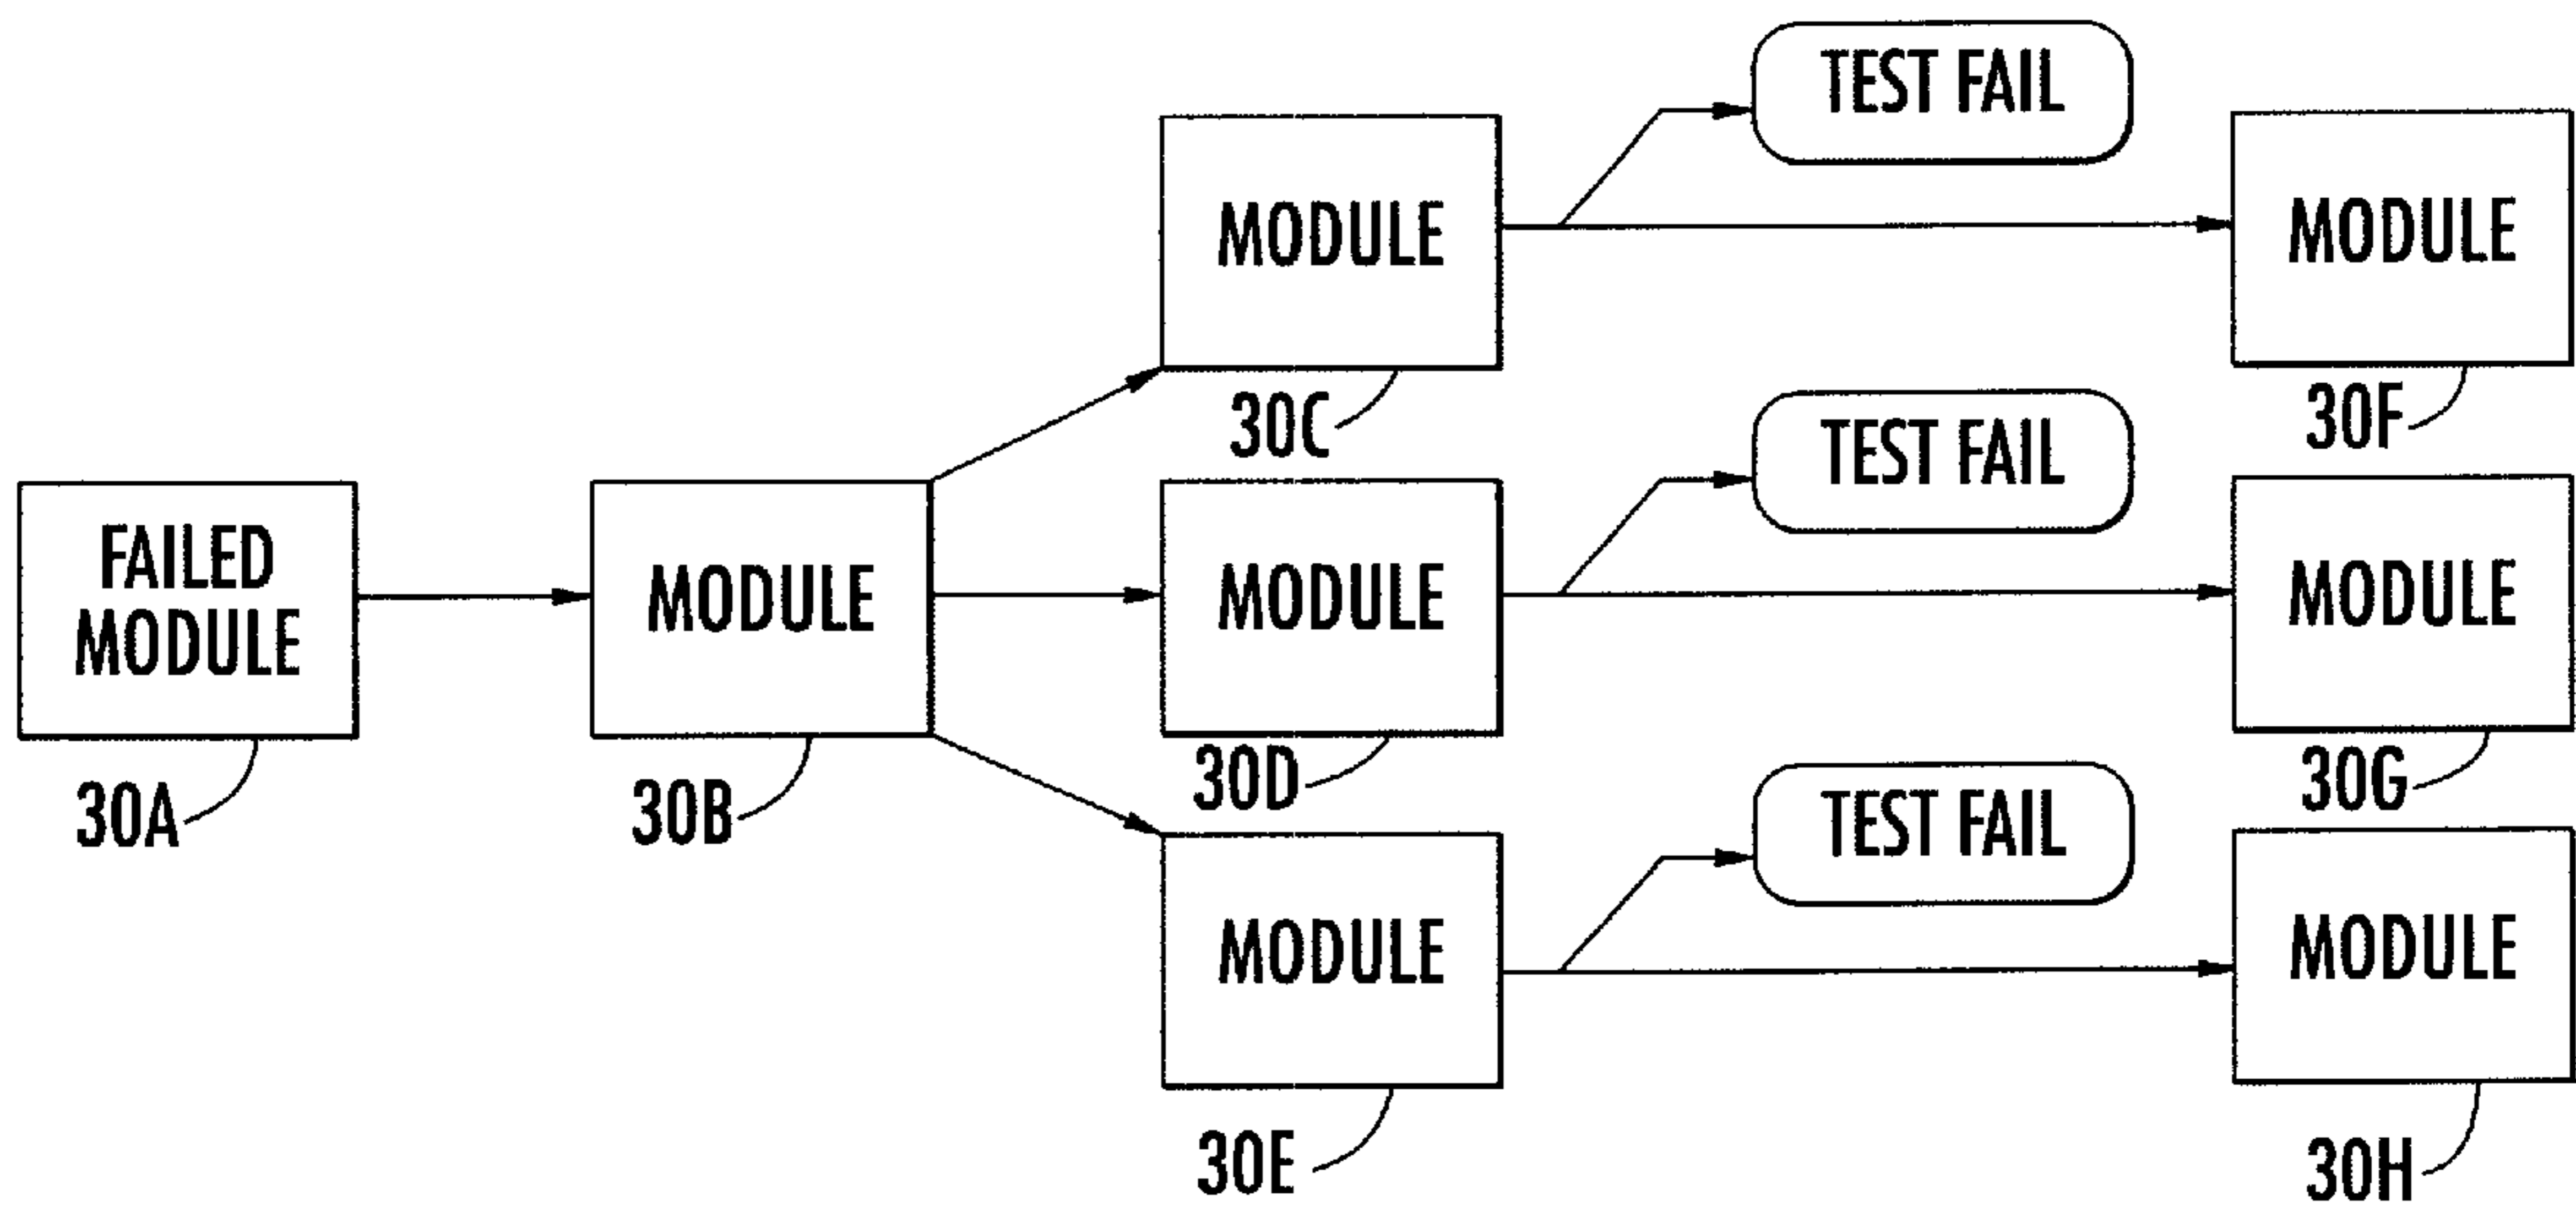 TEST FAIL
MODULE
30C
MODULE
30F
TEST FAIL
FAILED
MODULE
30A
MODULE
30B
MODULE
30D
MODULE
30G
TEST FAIL
MODULE
30E
MODULE
30H